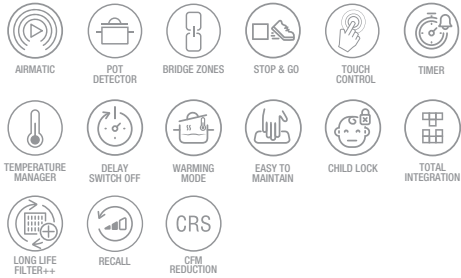 AIRMATIC
POT
DETECTOR
BRIDGE ZONES
STOP & GO
TOUCH
CONTROL
TIMER
TEMPERATURE
MANAGER
DELAY
SWITCH OFF
WARMING
MODE
EASY TO
MAINTAIN
CHILD LOCK
TOTAL
INTEGRATION
LONG LIFE
FILTER++
RECALL
CRS
CFM
REDUCTION